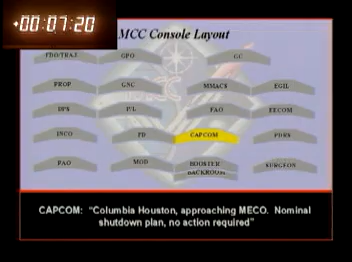 +00:07:20
MCC Console Layout
FDO/TRAJ GPO GC
PROP GNC MMACS EGIL
DPS P/L FAO EECOM
INCO FD CAPCOM PDRS
PAO MOD BOOSTER SURGEON
BACKROOM
CAPCOM: “Columbia Houston, approaching MECO. Nominal
shutdown plan, no action required”